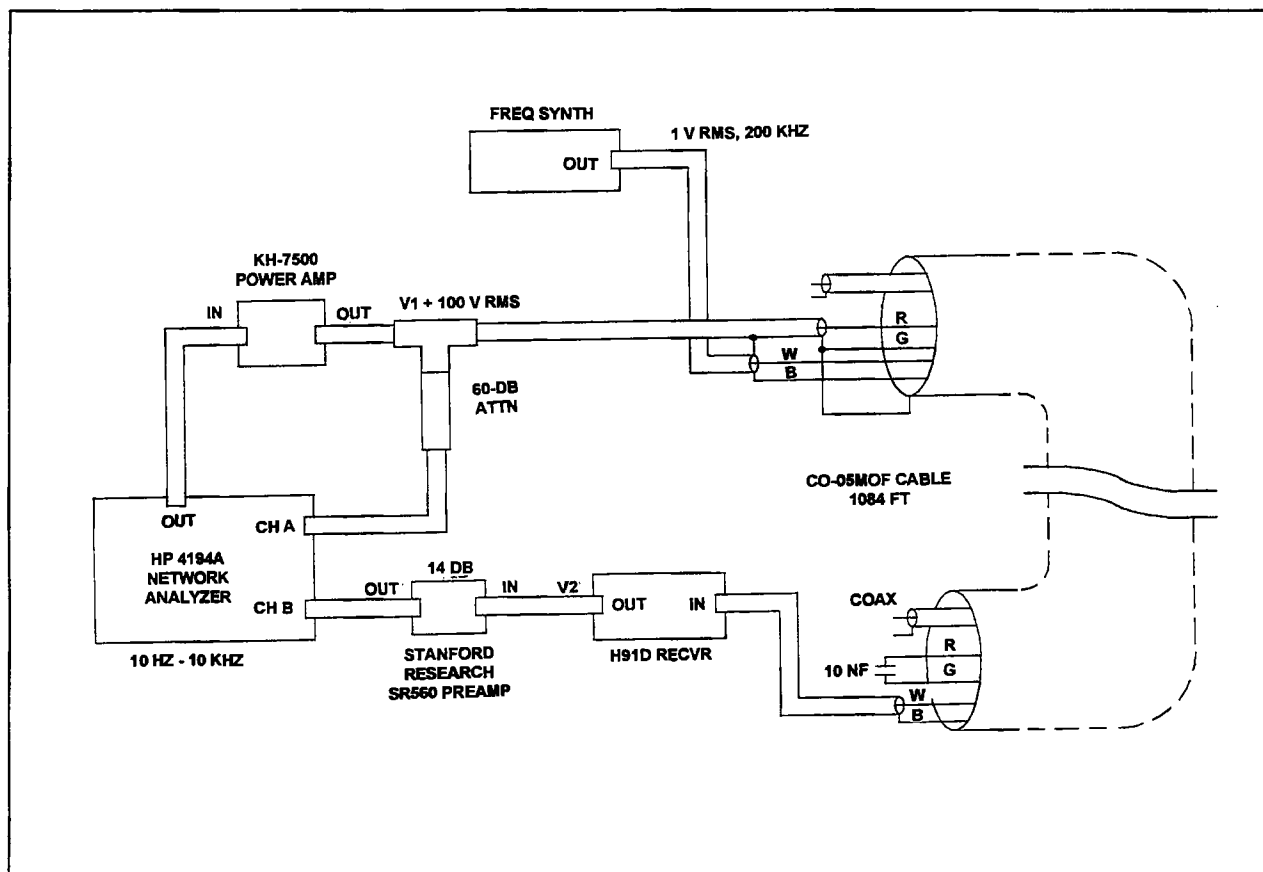 FREQ SYNTH
OUT
1 V RMS, 200 KHZ
KH-7500
POWER AMP
IN
OUT
V1 + 100 V RMS
60-DB
ATTN
R
G
W
B
CO-05MOF CABLE
1084 FT
OUT
CH A
HP 4194A
NETWORK
ANALYZER
CH B
10 HZ - 10 KHZ
14 DB
OUT
IN
STANFORD
RESEARCH
SR560 PREAMP
V2
OUT
IN
H91D RECVR
COAX
10 NF
R
G
W
B